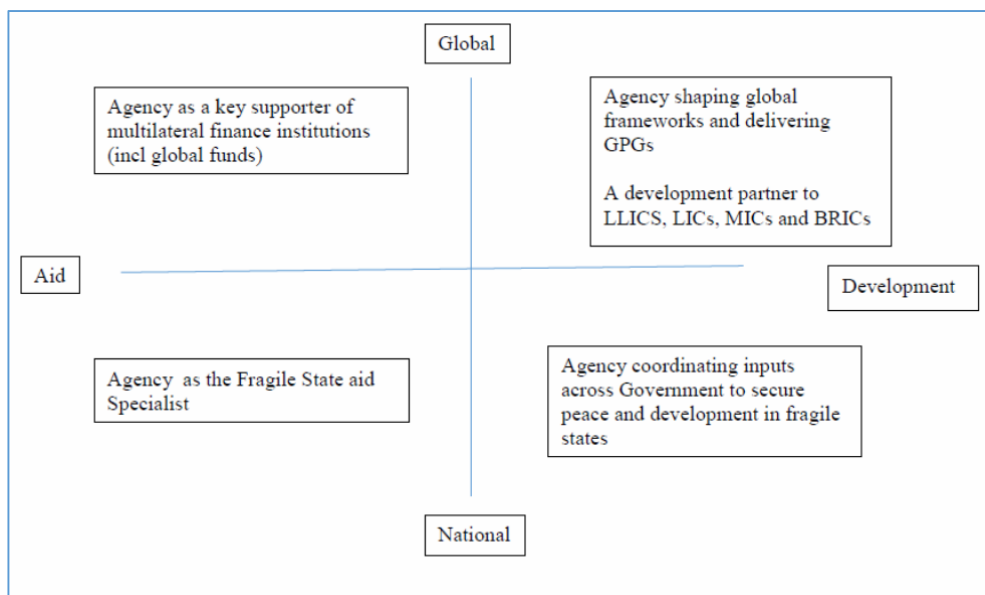 Global
Agency as a key supporter of
multilateral finance institutions
(incl global funds)
Agency shaping global
frameworks and delivering
GPGs
A development partner to
LLICS, LICs, MICs and BRICs
Aid
Development
Agency as the Fragile State aid
Specialist
Agency coordinating inputs
across Government to secure
peace and development in fragile
states
National